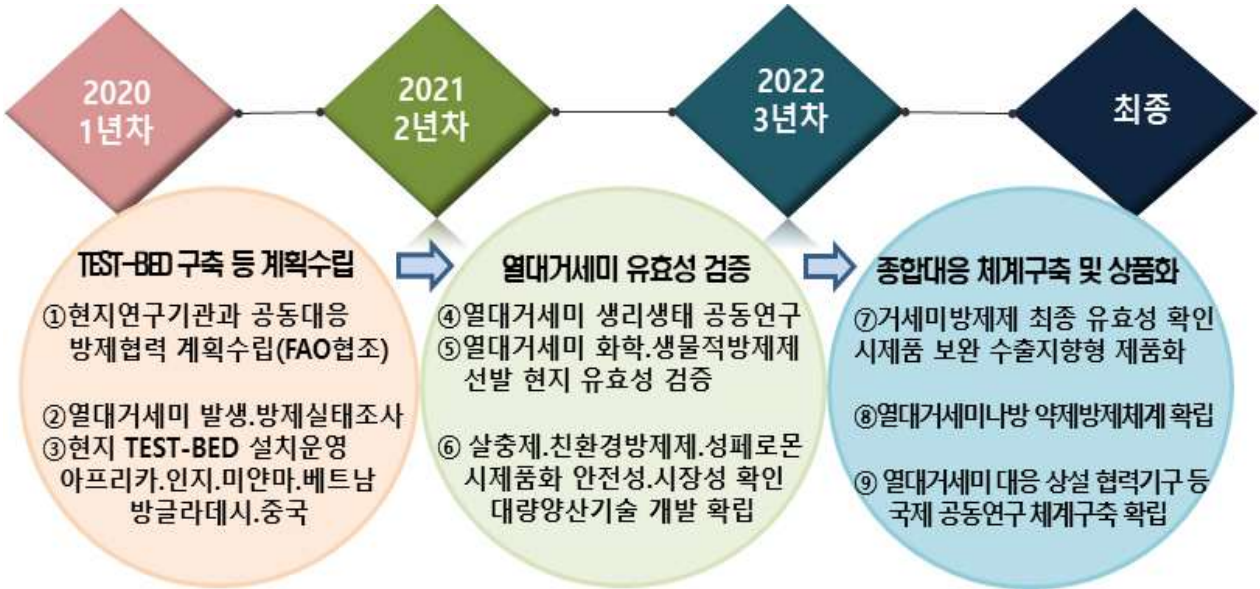 2020
1년차
2021
2년차
2022
3년차
최종
TEST-BED 구축 등 계획수립
①현지연구기관과 공동대응
방제협력 계획수립(FAO협조)
②열대거세미 발생.방제실태조사
③현지 TEST-BED 설치운영
아프리카.인지.미얀마.베트남
방글라데시.중국
열대거세미 유효성 검증
④열대거세미 생리생태 공동연구
⑤열대거세미 화학.생물적방제제
선발 현지 유효성 검증
⑥ 살충제.친환경방제제.성페로몬
시제품화 안전성.시장성 확인
대량양산기술 개발 확립
종합대응 체계구축 및 상품화
⑦거세미방제제 최종 유효성 확인
시제품 보완 수출지향형 제품화
⑧열대거세미나방 약제방제체계 확립
⑨ 열대거세미 대응 상설 협력기구 등
국제 공동연구 체계구축 확립